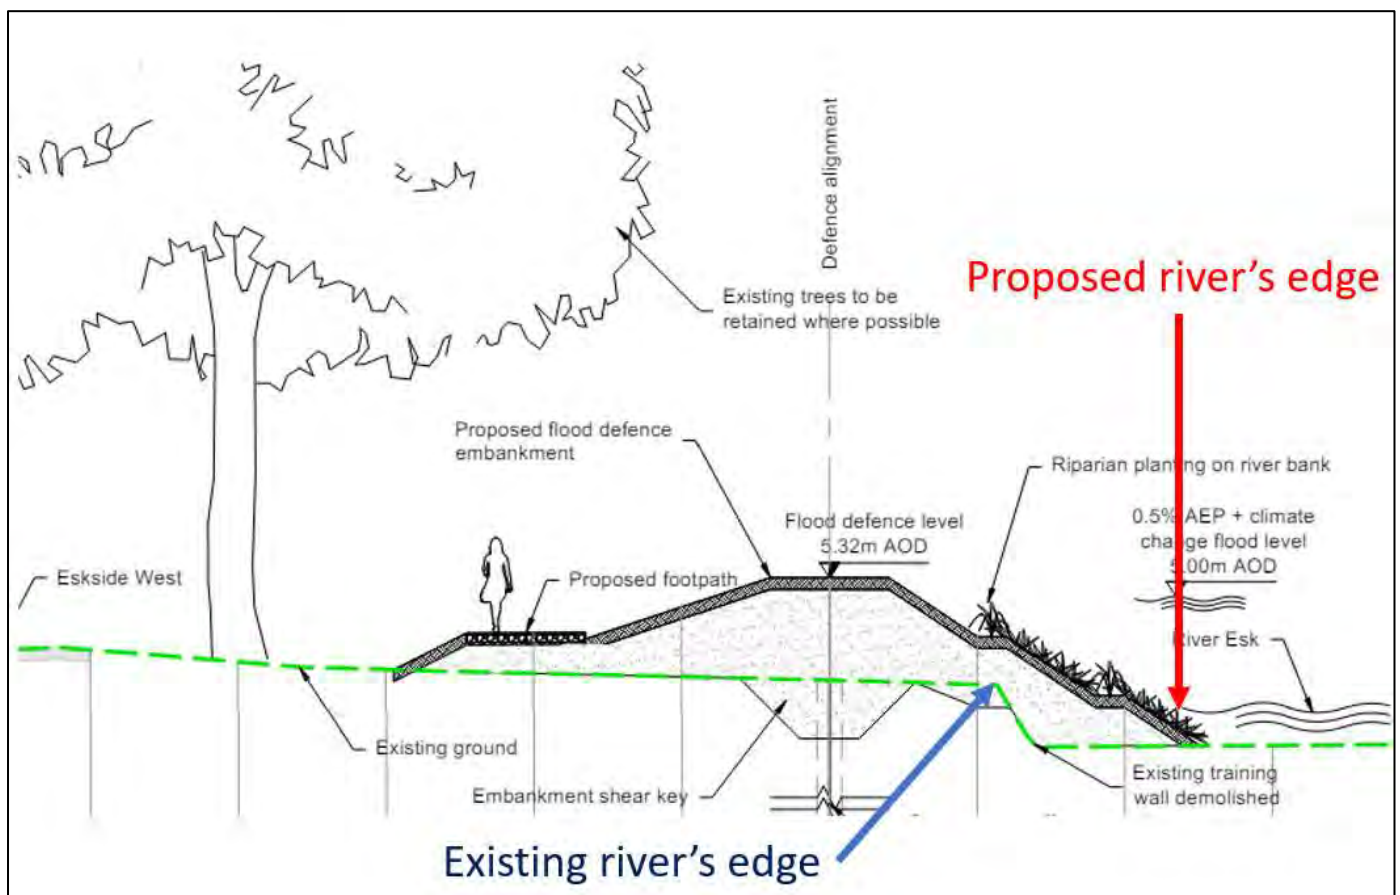 Defence alignment
Proposed river's edge
Existing trees to be
retained where possible
Proposed flood defence
embankment
Riparian planting on river bank
Flood defence level
5.32m AOD
0.5% AEP + climate
change flood level
5.00m AOD
Eskside West
Proposed footpath
River Esk
Existing ground
Embankment shear key
Existing training
wall demolished
Existing river's edge